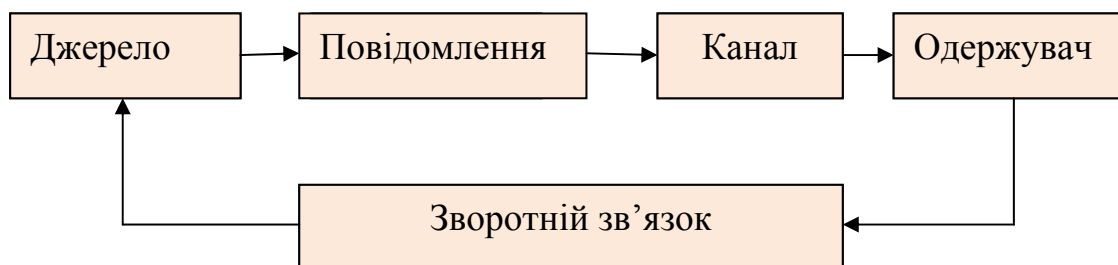 Джерело
Повідомлення
Канал
Одержувач
Зворотній зв’язок